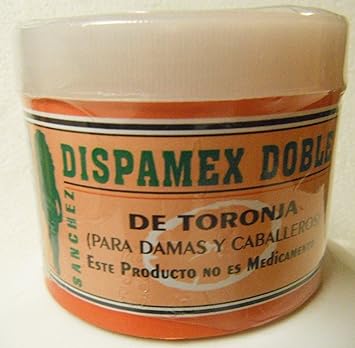 DISPAMEX DOBLE
DE TORONJA
(PARA DAMAS Y CABALLEROS)
ESTE PRODUCTO NO ES MEDICAMENTO
SANCHEZ